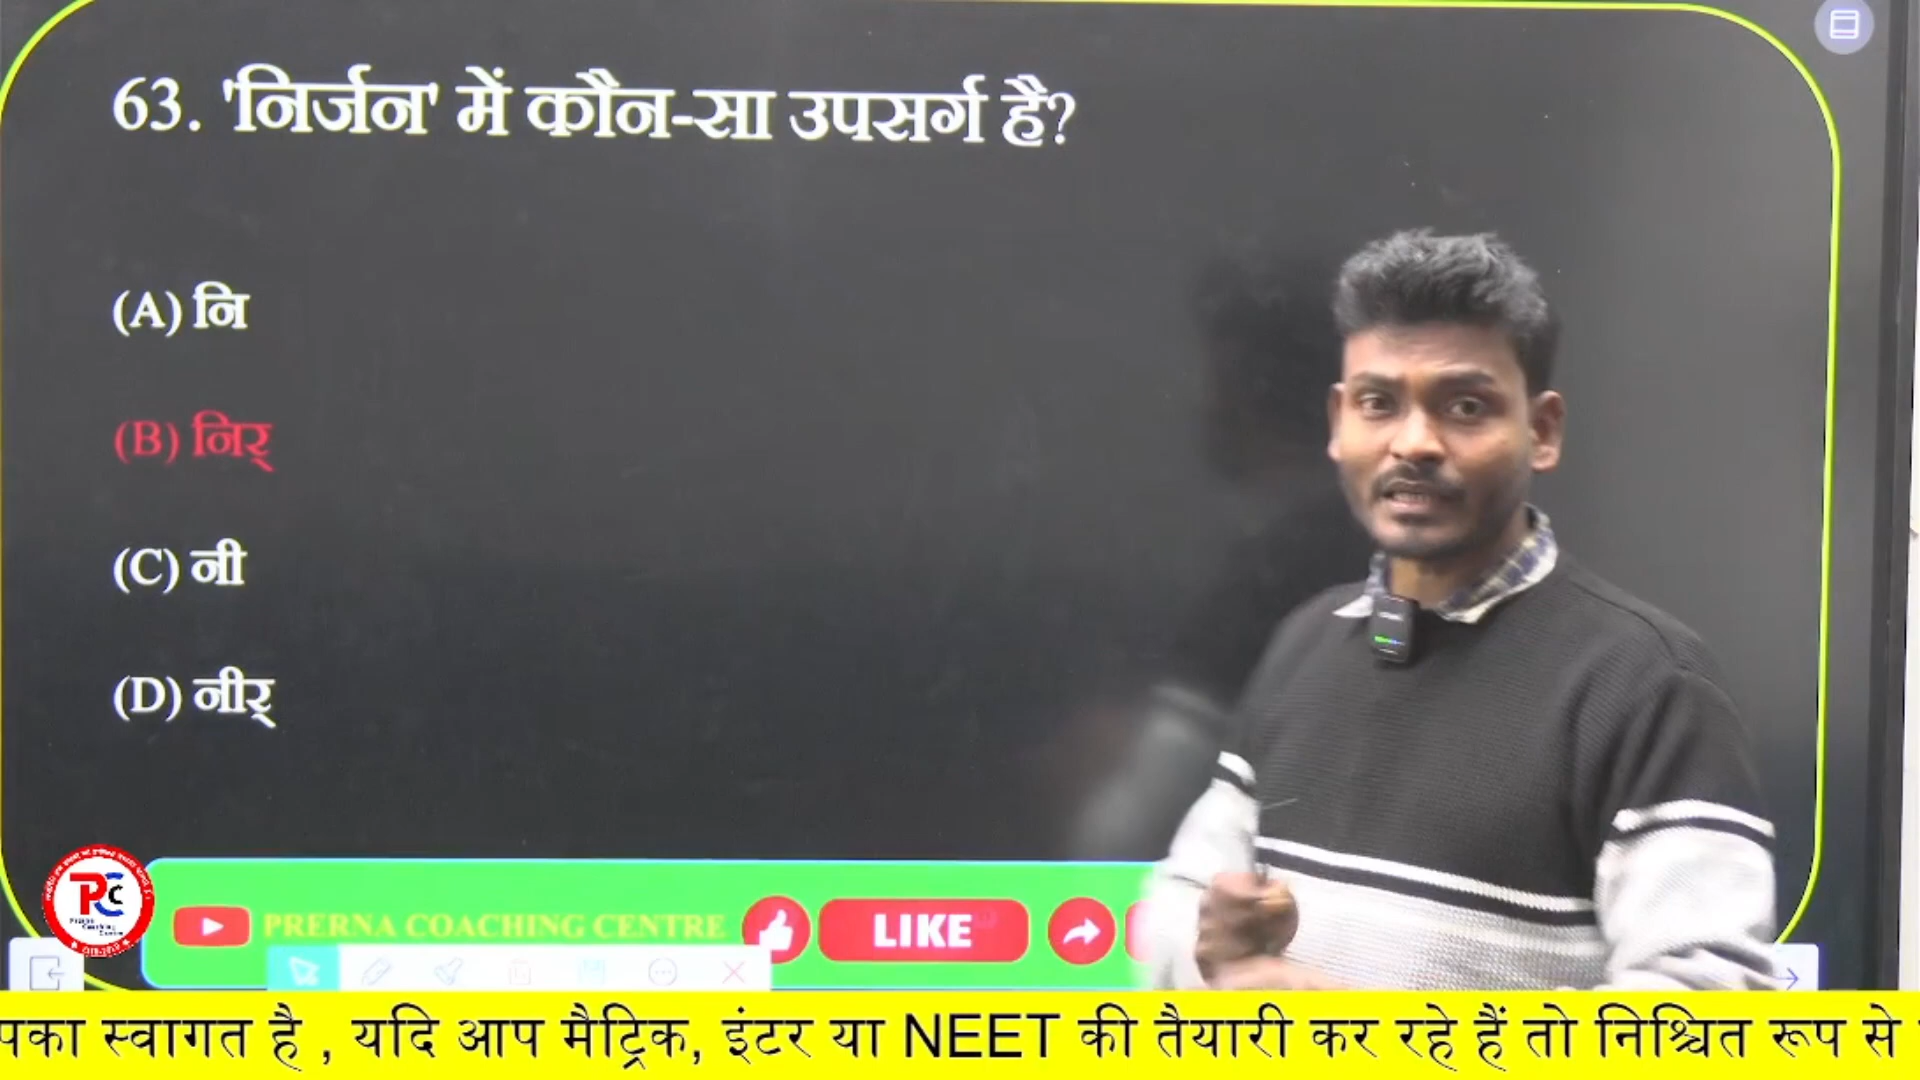 63. 'निर्जन' में कौन-सा उपसर्ग है?
(A) नि
(B) निर्
(C) नी
(D) नीर्
PRERNA COACHING CENTRE
LIKE
पका स्वागत है , यदि आप मैट्रिक, इंटर या NEET की तैयारी कर रहे हैं तो निश्चित रूप से